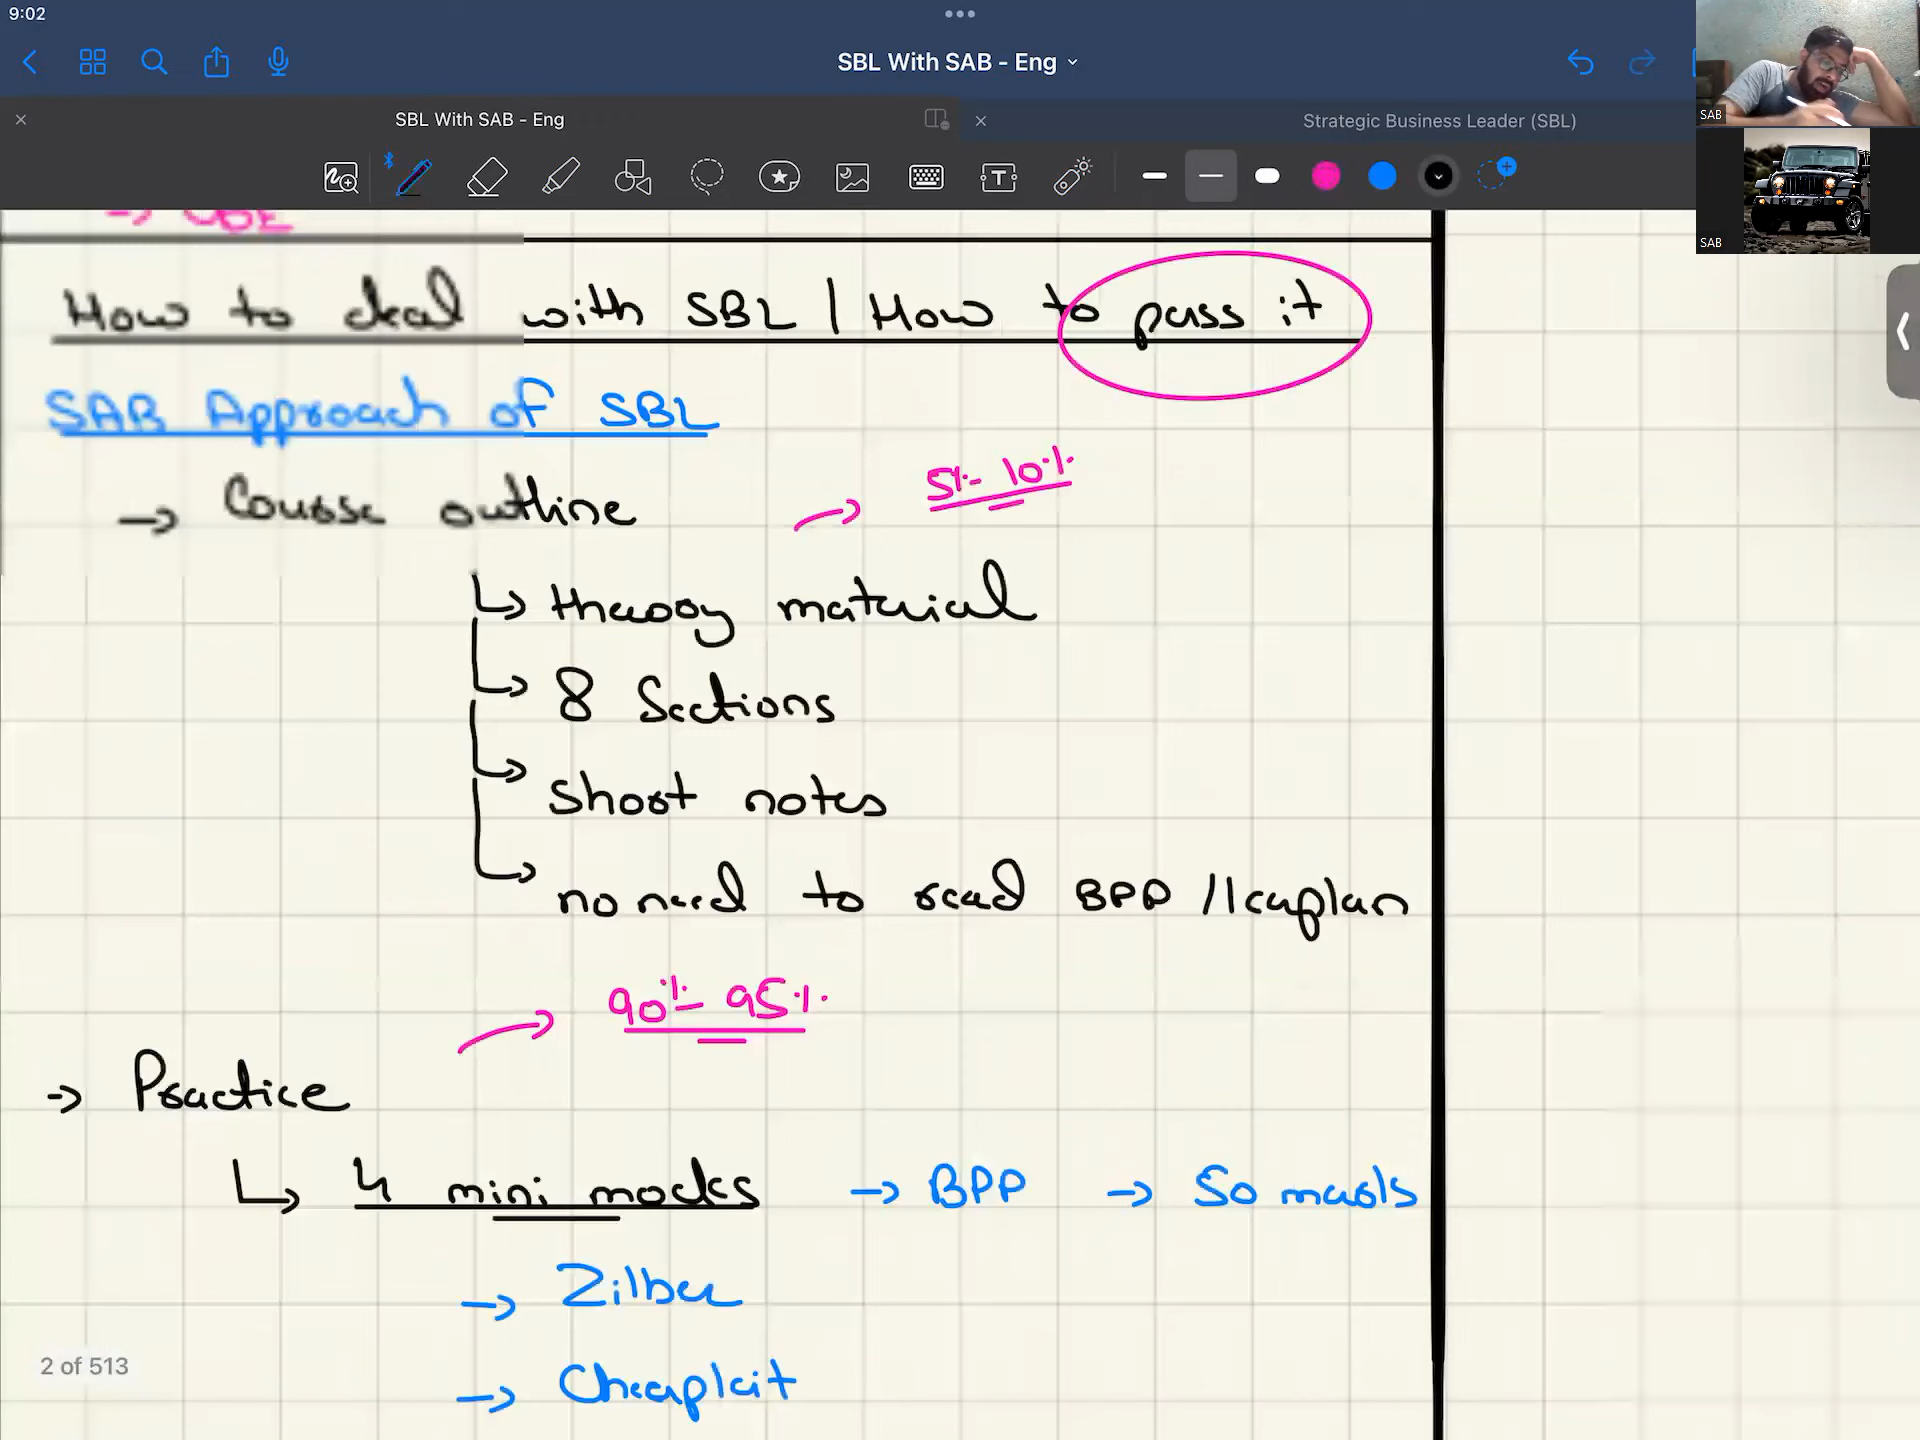 9:02
SBL With SAB - Eng
SBL With SAB - Eng
Strategic Business Leader (SBL)
SAB
SAB
→ SBL
How to deal with SBL | How to pass it
SAB Approach of SBL
→ Course outline → 5% - 10%
↳ theory material
↳ 8 Sections
↳ short notes
↳ no need to read BPP / Kaplan
→ 90% - 95%
→ Practice
↳ 4 mini mocks → BPP → 50 marks
→ Zilber
→ Cheapkit
2 of 513